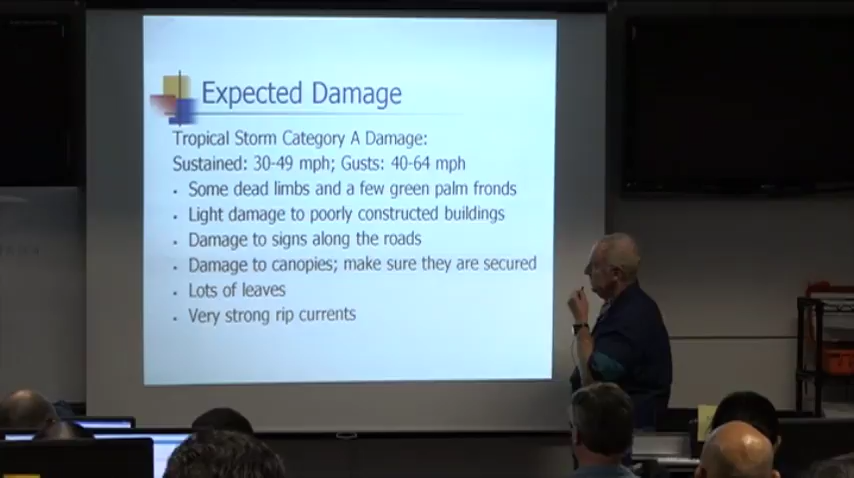 Expected Damage
Tropical Storm Category A Damage:
Sustained: 30-49 mph; Gusts: 40-64 mph
• Some dead limbs and a few green palm fronds
• Light damage to poorly constructed buildings
• Damage to signs along the roads
• Damage to canopies; make sure they are secured
• Lots of leaves
• Very strong rip currents